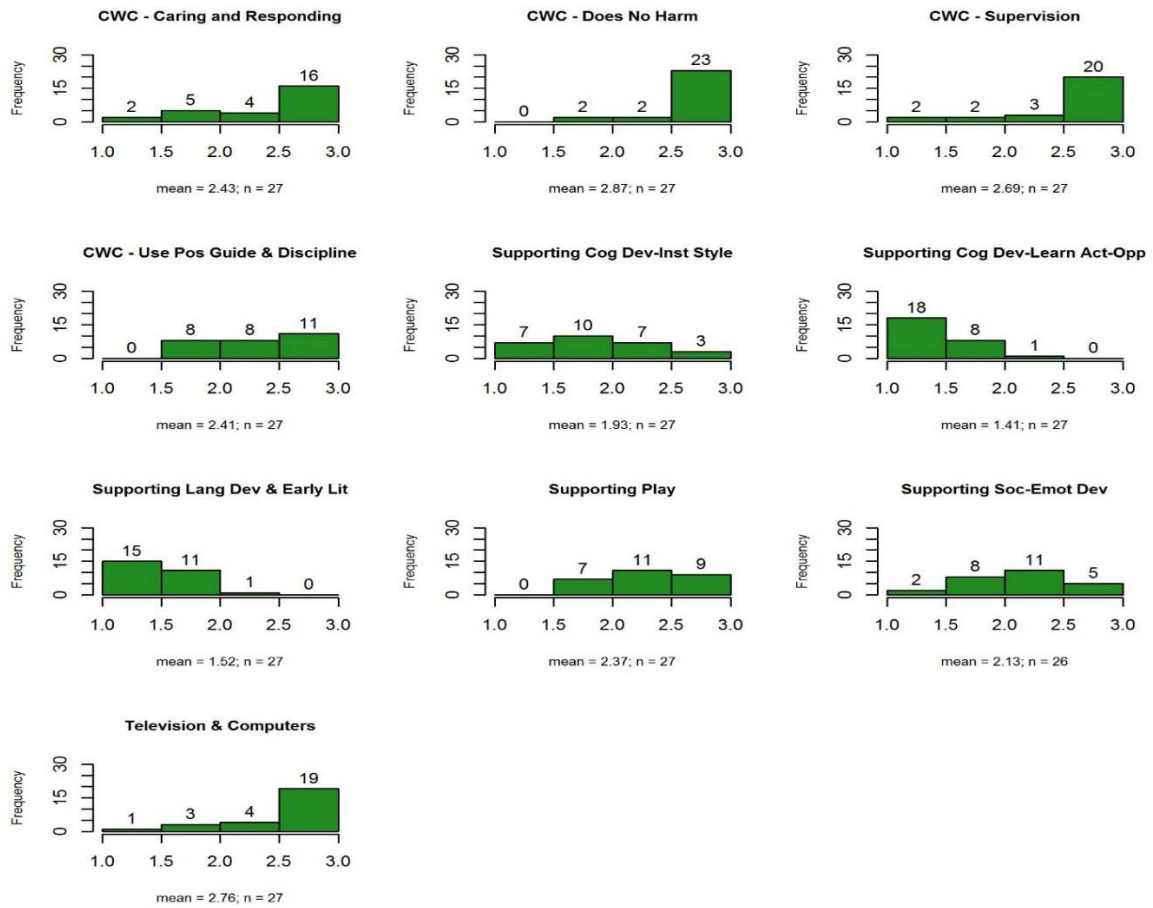 CWC - Caring and Responding
CWC - Does No Harm
CWC - Supervision
Frequency
0 15 30
2 5 4 16
1.0 1.5 2.0 2.5 3.0
mean = 2.43; n = 27
Frequency
0 15 30
0 2 2 23
1.0 1.5 2.0 2.5 3.0
mean = 2.87; n = 27
Frequency
0 15 30
2 2 3 20
1.0 1.5 2.0 2.5 3.0
mean = 2.69; n = 27
CWC - Use Pos Guide & Discipline
Supporting Cog Dev-Inst Style
Supporting Cog Dev-Learn Act-Opp
Frequency
0 15 30
0 8 8 11
1.0 1.5 2.0 2.5 3.0
mean = 2.41; n = 27
Frequency
0 15 30
7 10 7 3
1.0 1.5 2.0 2.5 3.0
mean = 1.93; n = 27
Frequency
0 15 30
18 8 1 0
1.0 1.5 2.0 2.5 3.0
mean = 1.41; n = 27
Supporting Lang Dev & Early Lit
Supporting Play
Supporting Soc-Emot Dev
Frequency
0 15 30
15 11 1 0
1.0 1.5 2.0 2.5 3.0
mean = 1.52; n = 27
Frequency
0 15 30
0 7 11 9
1.0 1.5 2.0 2.5 3.0
mean = 2.37; n = 27
Frequency
0 15 30
2 8 11 5
1.0 1.5 2.0 2.5 3.0
mean = 2.13; n = 26
Television & Computers
Frequency
0 15 30
1 3 4 19
1.0 1.5 2.0 2.5 3.0
mean = 2.76; n = 27